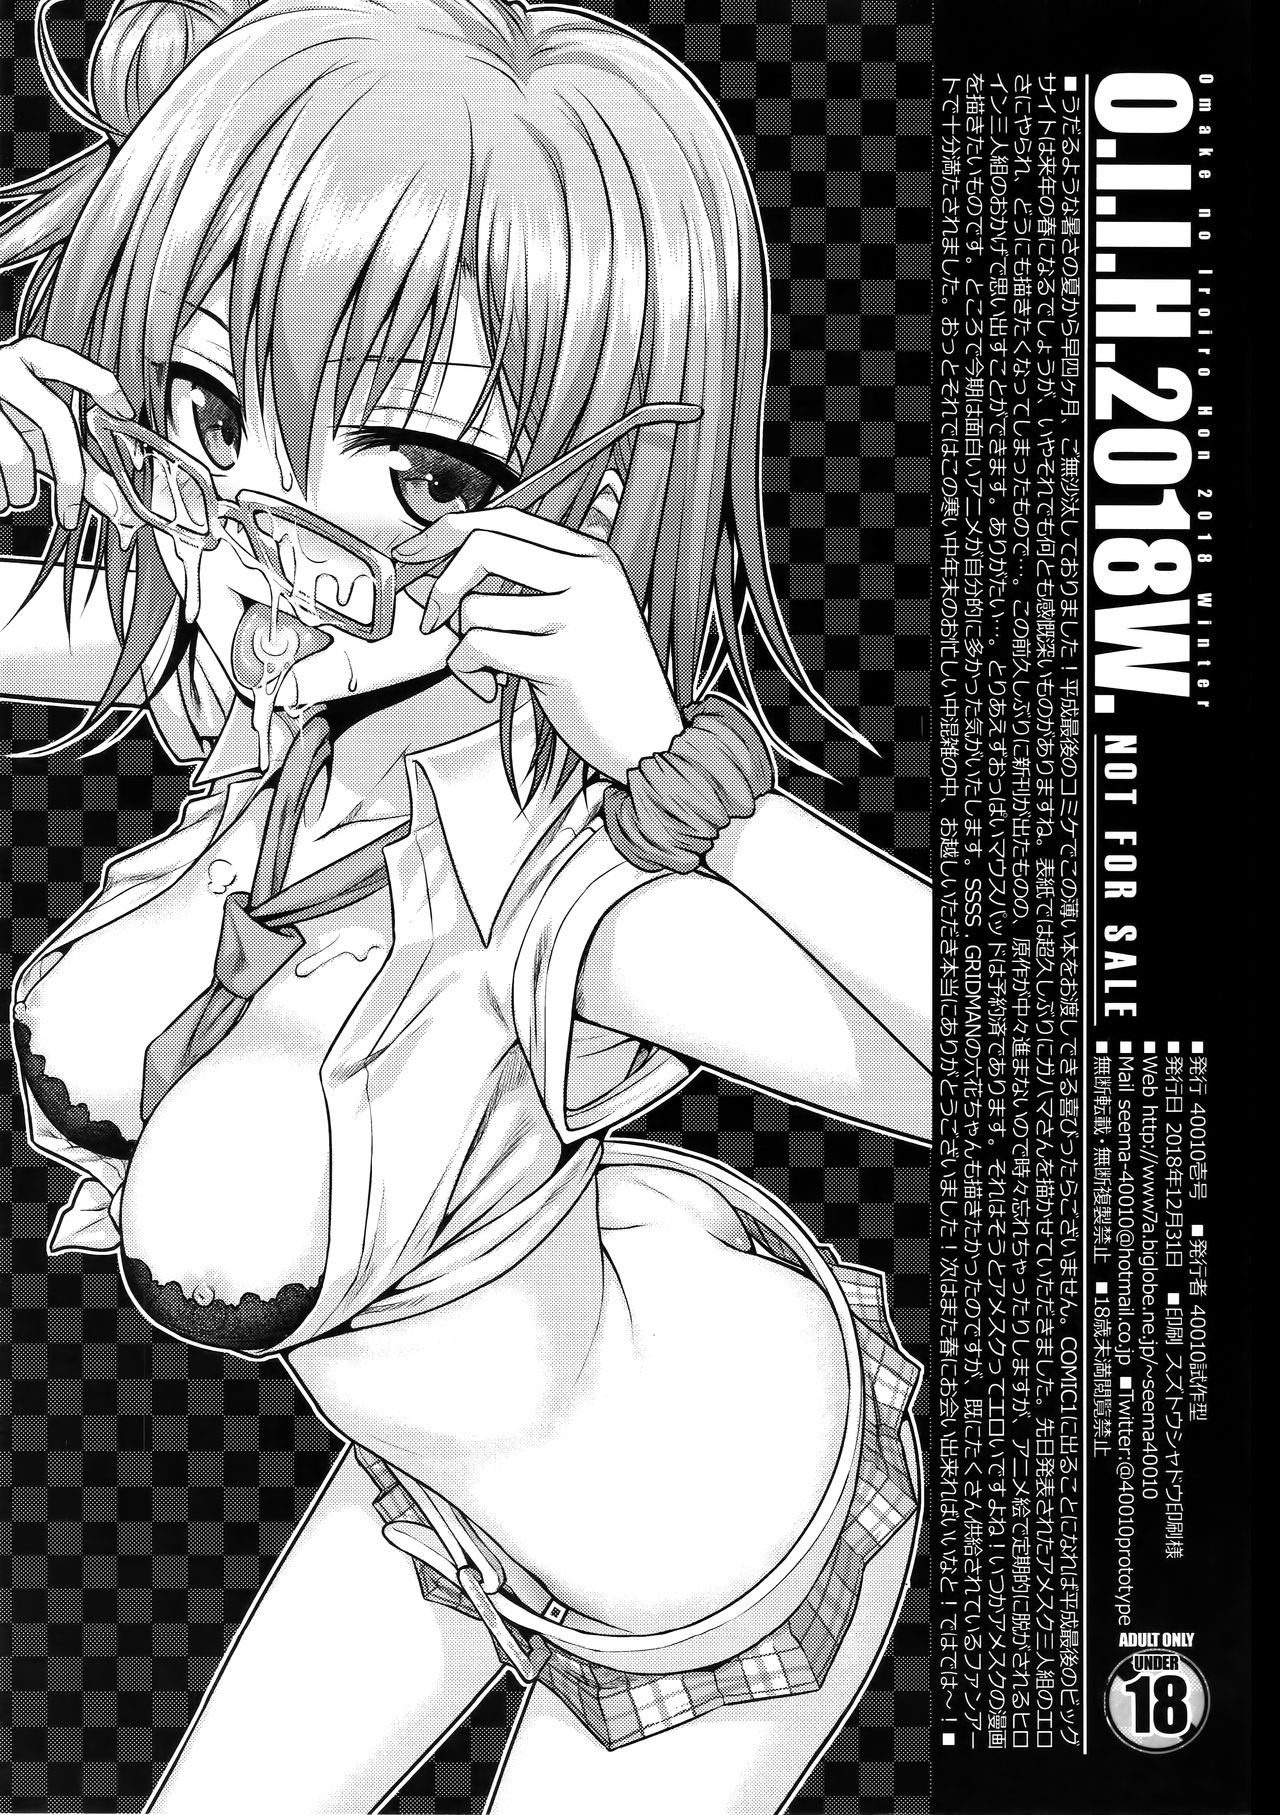 Omake no Iroiro Hon 2018 Winter
O.I.I.H.2018W. NOT FOR SALE
■発行 40010壱号 ■発行者 40010試作型
■発行日 2018年12月31日 ■印刷 スズトウシャドウ印刷様
■Web http://www7a.biglobe.ne.jp/~seema40010
■Mail seema-40010@hotmail.co.jp ■Twitter:@40010prototype
■無断転載・無断複製禁止 ■18歳未満閲覧禁止
■うだるような暑さの夏から早四ヶ月、ご無沙汰しておりました!平成最後のコミケでこの薄い本をお渡しできる喜びったらございません。COMIC1に出ることになれば平成最後のビッグ
サイトは来年の春になるでしょうが、いやそれでも何とも感慨深いものがありますね。表紙では超久しぶりにガハマさんを描かせていただきました。先日発表されたアメスク三人組のエロ
さにやられ、どうにも描きたくなってしまったもので…。この前久しぶりに新刊が出たものの、原作が中々進まないので時々忘れちゃったりしますが、アニメ絵で定期的に脱がされるヒロ
イン三人組のおかげで思い出すことができます。ありがたい…。とりあえずおっぱいマウスパッドは予約済であります。それはそうとアメスクってエロいですよね!いつかアメスクの漫画
を描きたいものです。ところで今期は面白いアニメが自分的に多かった気がいたします。SSSS.GRIDMANの六花ちゃんも描きたかったのですが、既にたくさん供給されているファンアー
トで十分満たされました。おっとそれではこの寒い中年末のお忙しい中混雑の中、お越しいただき本当にありがとうございました!次はまた春にお会い出来ればいいなと!ではでは〜!■
ADULT ONLY
UNDER
18